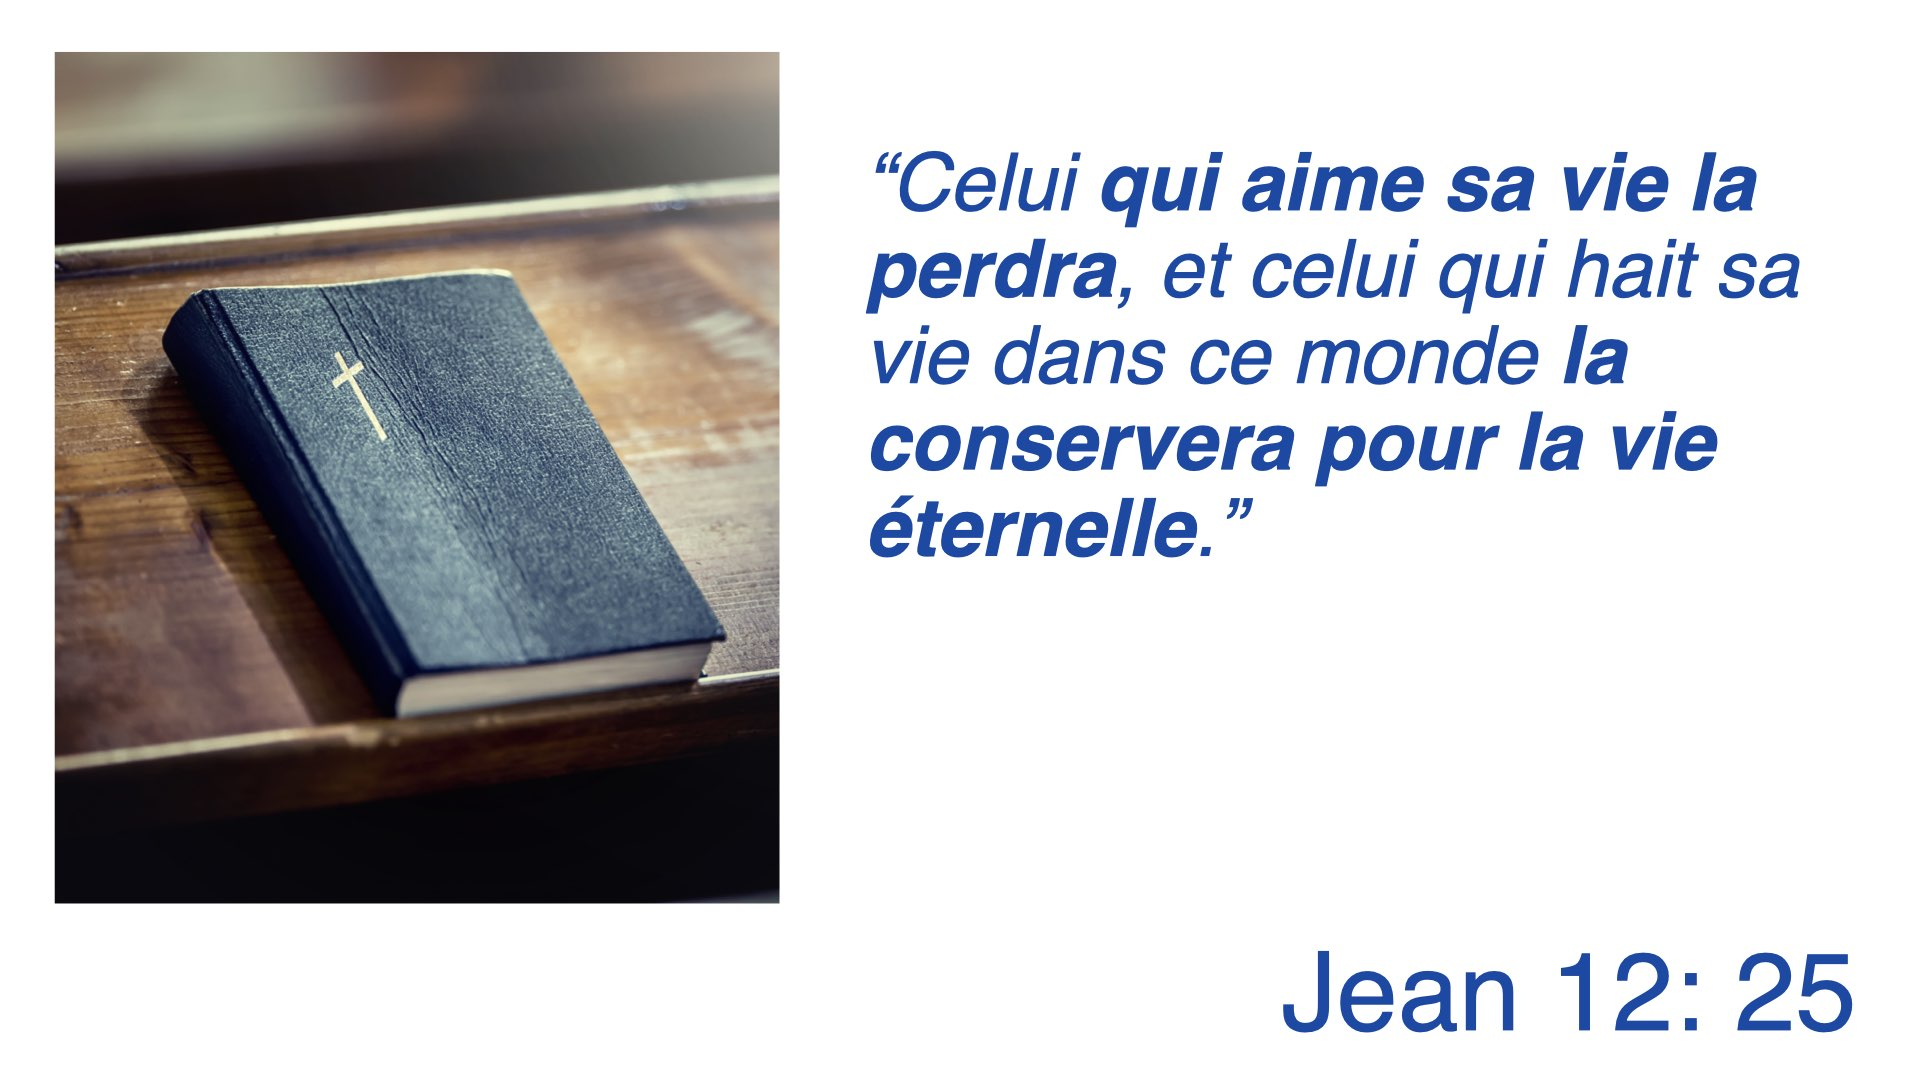 “Celui qui aime sa vie la
perdra, et celui qui hait sa
vie dans ce monde la
conservera pour la vie
éternelle.”
Jean 12: 25